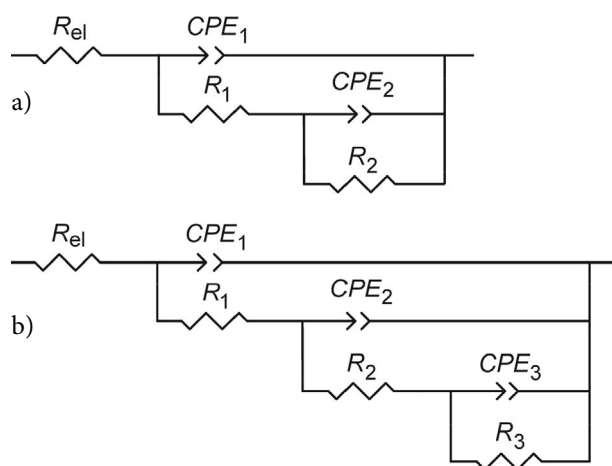 R_el CPE_1
R_1 CPE_2
a)
R_2
R_el CPE_1
R_1 CPE_2
b)
R_2 CPE_3
R_3